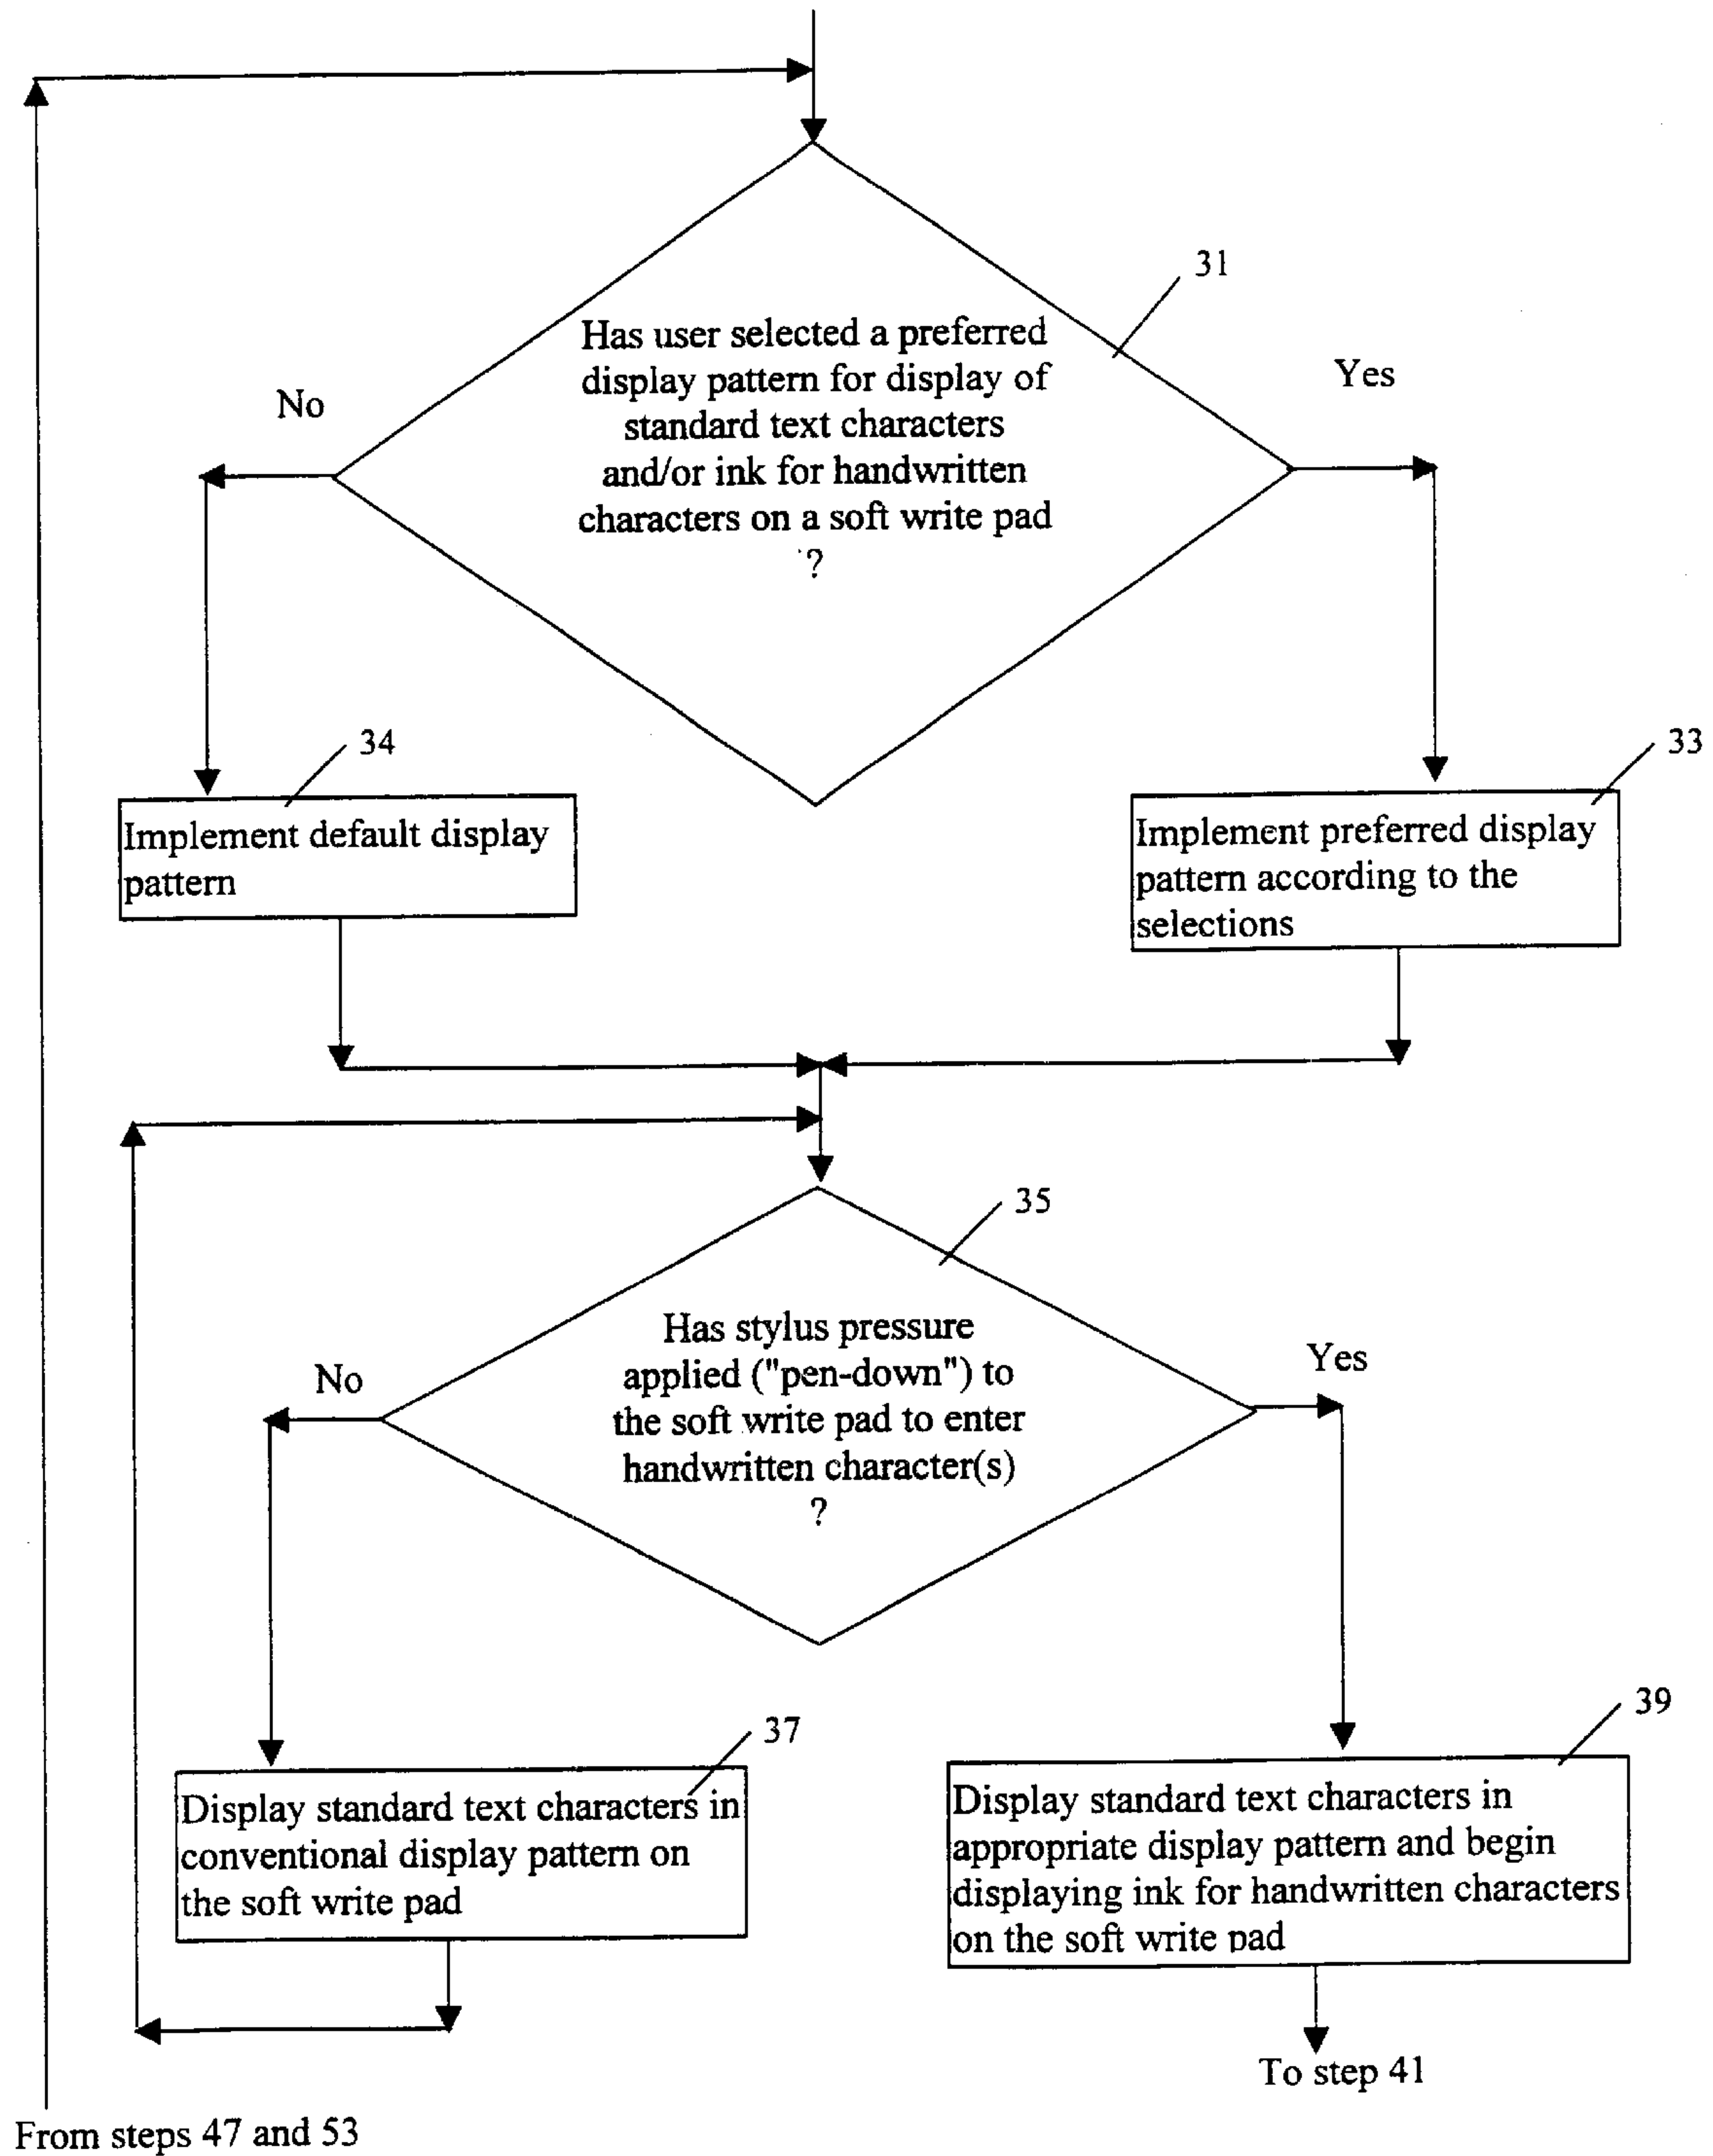 31
Has user selected a preferred
display pattern for display of
standard text characters
and/or ink for handwritten
characters on a soft write pad
?
No
Yes
34
Implement default display
pattern
33
Implement preferred display
pattern according to the
selections
35
Has stylus pressure
applied ("pen-down") to
the soft write pad to enter
handwritten character(s)
?
No
Yes
37
Display standard text characters in
conventional display pattern on
the soft write pad
39
Display standard text characters in
appropriate display pattern and begin
displaying ink for handwritten characters
on the soft write pad
To step 41
From steps 47 and 53